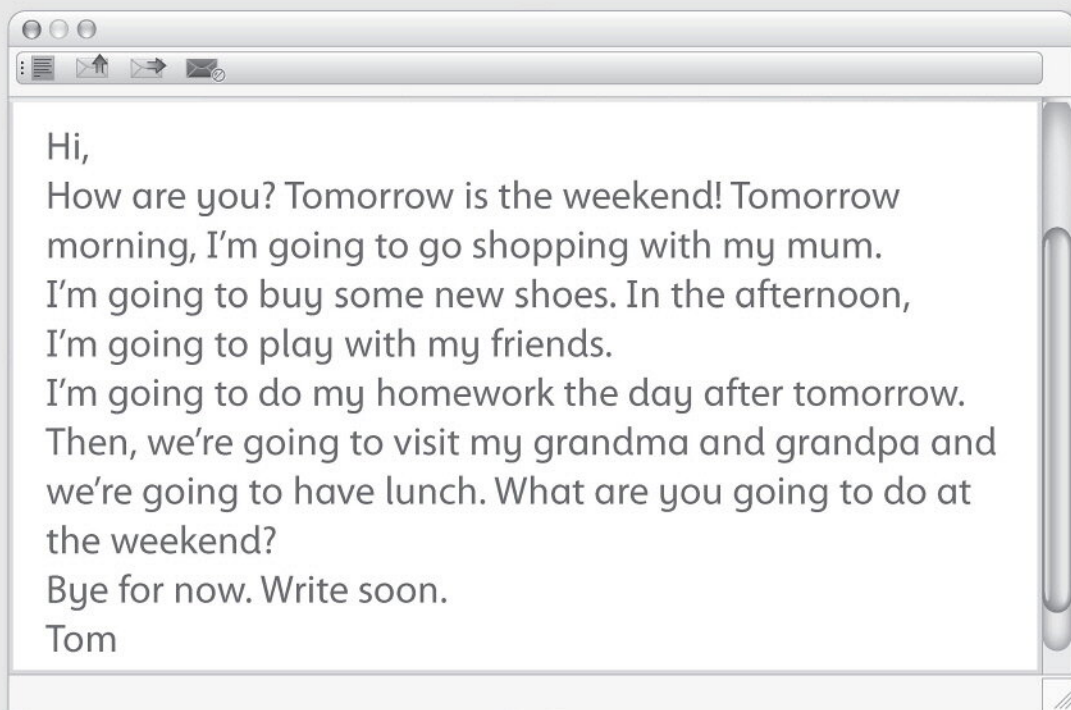 Hi,
How are you? Tomorrow is the weekend! Tomorrow
morning, I’m going to go shopping with my mum.
I’m going to buy some new shoes. In the afternoon,
I’m going to play with my friends.
I’m going to do my homework the day after tomorrow.
Then, we’re going to visit my grandma and grandpa and
we’re going to have lunch. What are you going to do at
the weekend?
Bye for now. Write soon.
Tom